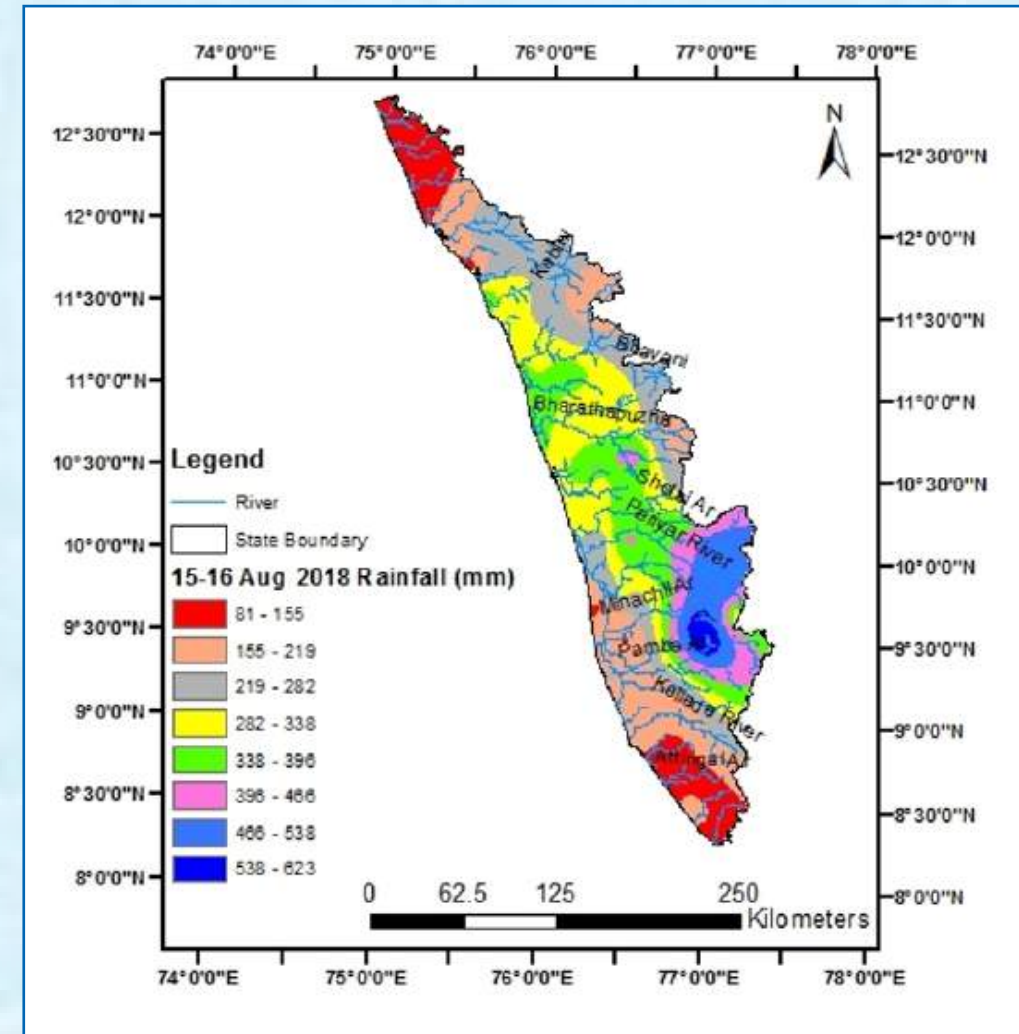 74°0'0"E 75°0'0"E 76°0'0"E 77°0'0"E 78°0'0"E
N
12°30'0"N
12°0'0"N
11°30'0"N
11°0'0"N
10°30'0"N
10°0'0"N
9°30'0"N
9°0'0"N
8°30'0"N
8°0'0"N
12°30'0"N
12°0'0"N
11°30'0"N
11°0'0"N
10°30'0"N
10°0'0"N
9°30'0"N
9°0'0"N
8°30'0"N
8°0'0"N
Bhavani
Bharathapuzha
Periyar River
Minachil Ar
Kallada River
Attingal Ar
Legend
River
State Boundary
15-16 Aug 2018 Rainfall (mm)
81 - 155
155 - 219
219 - 282
282 - 338
338 - 396
396 - 466
466 - 538
538 - 623
0 62.5 125 250
Kilometers
74°0'0"E 75°0'0"E 76°0'0"E 77°0'0"E 78°0'0"E